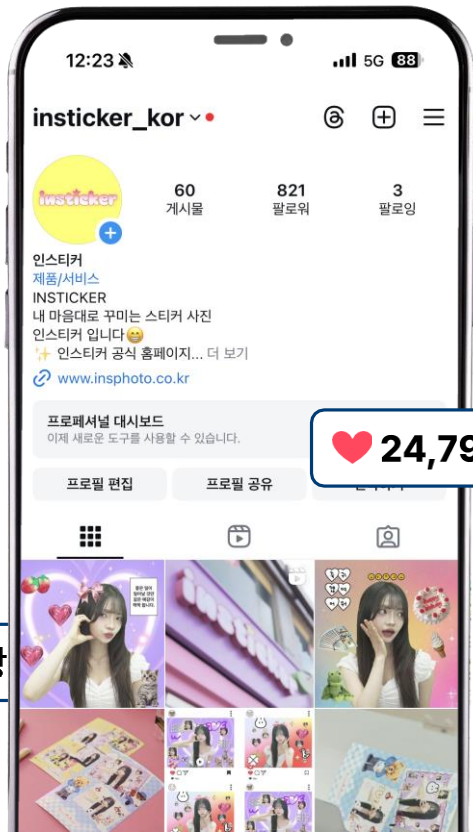 12:23
5G 88
insticker_kor
insticker
60
게시물
821
팔로워
3
팔로잉
인스티커
제품/서비스
INSTICKER
내 마음대로 꾸미는 스티커 사진
인스티커 입니다😁
✨ 인스티커 공식 홈페이지... 더 보기
www.insphoto.co.kr
프로페셔널 대시보드
이제 새로운 도구를 사용할 수 있습니다.
❤ 24,79
프로필 편집
프로필 공유
insticker